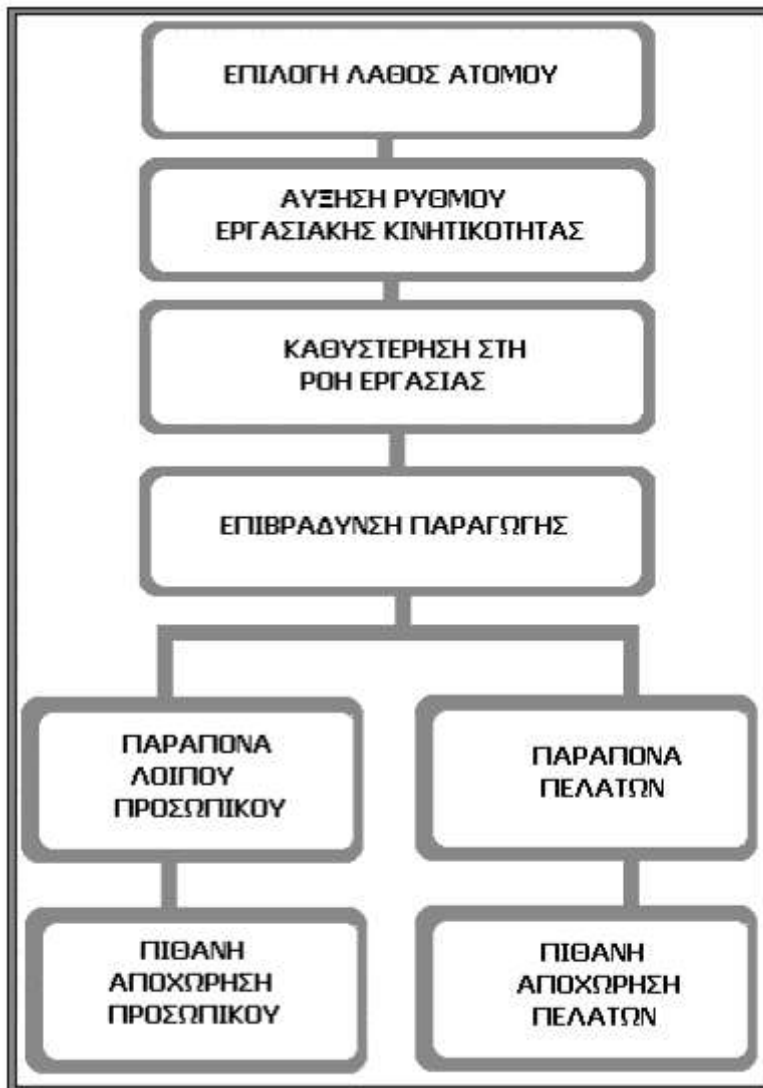 ΕΠΙΛΟΓΗ ΛΑΘΟΣ ΑΤΟΜΟΥ
ΑΥΞΗΣΗ ΡΥΘΜΟΥ
ΕΡΓΑΣΙΑΚΗΣ ΚΙΝΗΤΙΚΟΤΗΤΑΣ
ΚΑΘΥΣΤΕΡΗΣΗ ΣΤΗ
ΡΟΗ ΕΡΓΑΣΙΑΣ
ΕΠΙΒΡΑΔΥΝΣΗ ΠΑΡΑΓΩΓΗΣ
ΠΑΡΑΠΟΝΑ
ΛΟΙΠΟΥ
ΠΡΟΣΩΠΙΚΟΥ
ΠΑΡΑΠΟΝΑ
ΠΕΛΑΤΩΝ
ΠΙΘΑΝΗ
ΑΠΟΧΩΡΗΣΗ
ΠΡΟΣΩΠΙΚΟΥ
ΠΙΘΑΝΗ
ΑΠΟΧΩΡΗΣΗ
ΠΕΛΑΤΩΝ